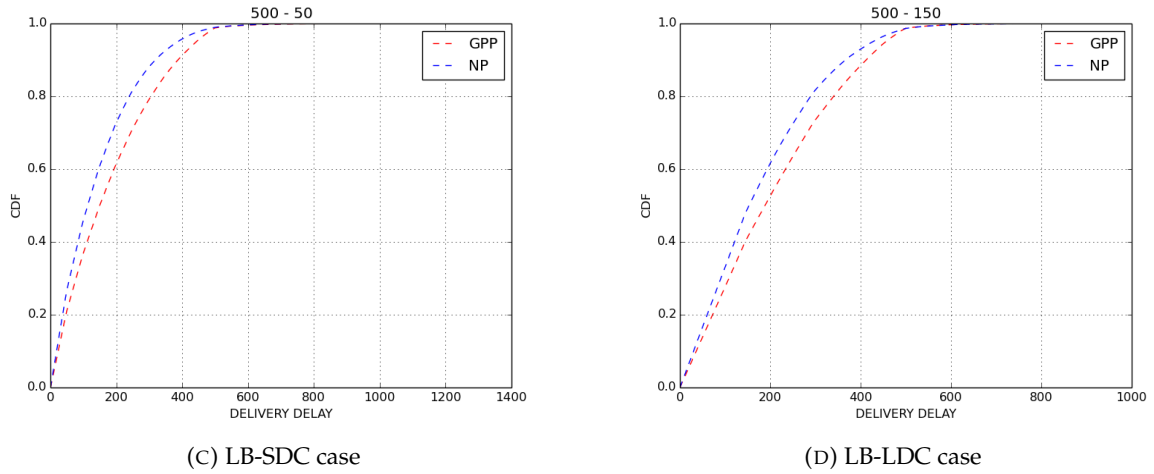 500 - 50
1.0
0.8
0.6
0.4
0.2
0.0
CDF
0
200
400
600
800
1000
1200
1400
DELIVERY DELAY
GPP
NP
(C) LB-SDC case
500 - 150
1.0
0.8
0.6
0.4
0.2
0.0
CDF
0
200
400
600
800
1000
DELIVERY DELAY
GPP
NP
(D) LB-LDC case